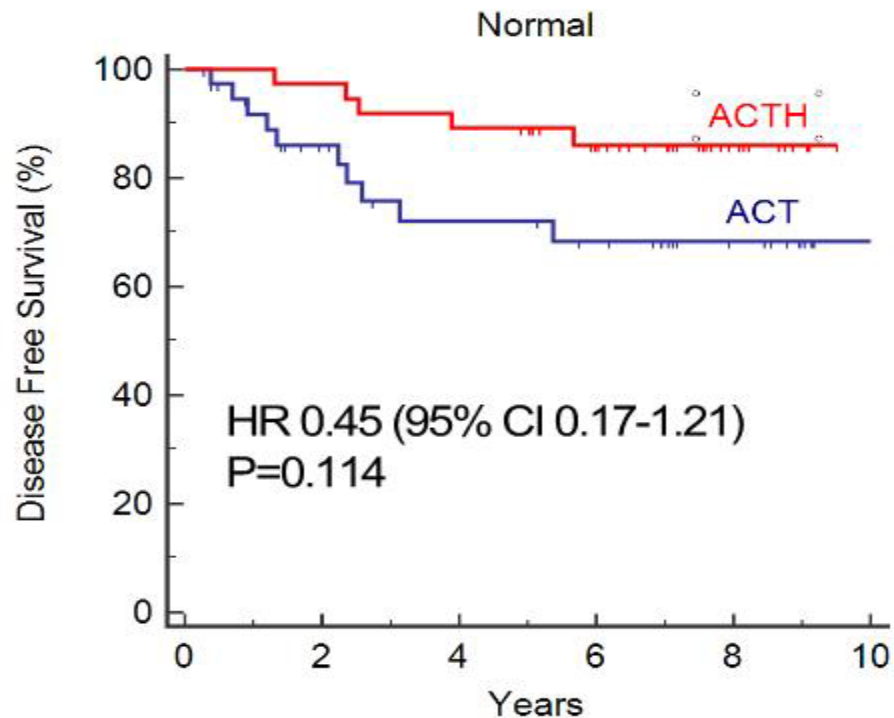 Normal
100
80
60
40
20
0
Disease Free Survival (%)
ACTH
ACT
HR 0.45 (95% CI 0.17-1.21)
P=0.114
0 2 4 6 8 10
Years